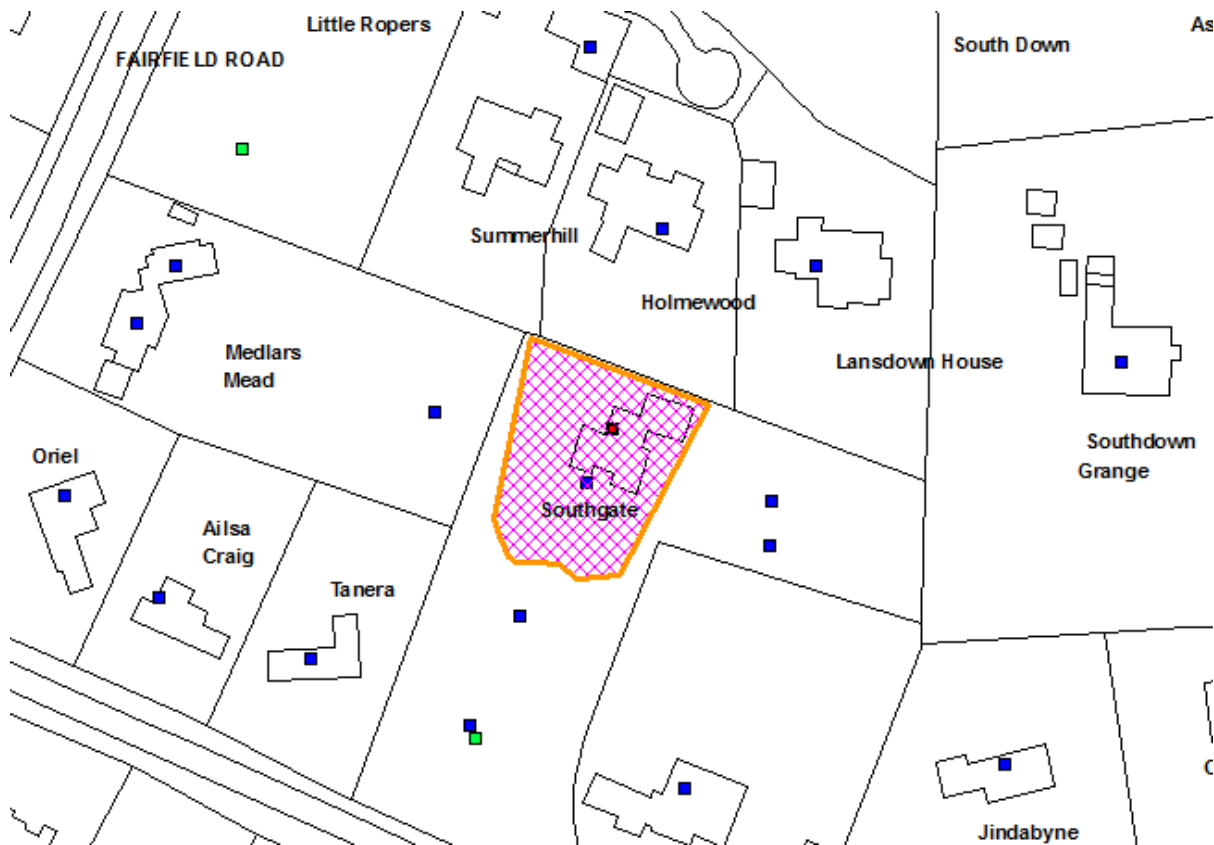 Little Ropers
South Down
As
FAIRFIELD ROAD
Summerhill
Holmewood
Medlars
Mead
Lansdown House
Southdown
Grange
Oriel
Southgate
Ailsa
Craig
Tanera
C
Jindabyne